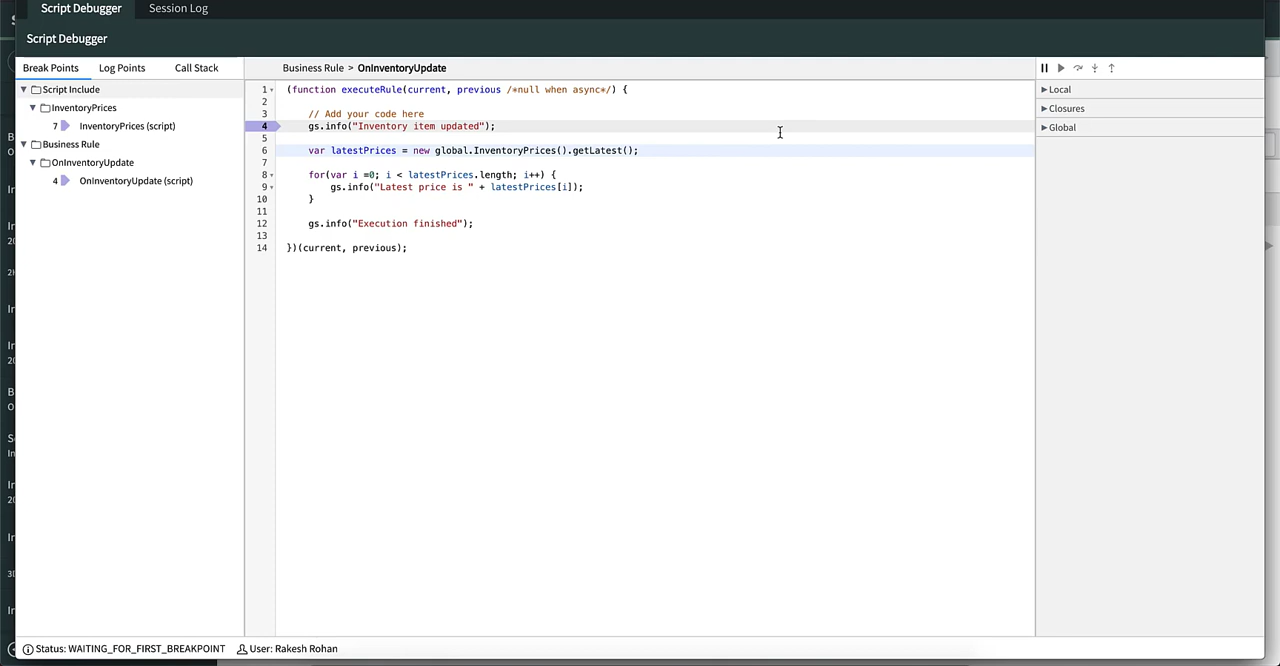 Script Debugger Session Log
Script Debugger
Break Points Log Points Call Stack
Script Include
InventoryPrices
7 InventoryPrices (script)
Business Rule
OnInventoryUpdate
4 OnInventoryUpdate (script)
Business Rule > OnInventoryUpdate
1 (function executeRule(current, previous /*null when async*/) {
2
3 // Add your code here
4 gs.info("Inventory item updated");
5
6 var latestPrices = new global.InventoryPrices().getLatest();
7
8 for(var i =0; i < latestPrices.length; i++) {
9 gs.info("Latest price is " + latestPrices[i]);
10 }
11
12 gs.info("Execution finished");
13
14 })(current, previous);
Local
Closures
Global
Status: WAITING_FOR_FIRST_BREAKPOINT User: Rakesh Rohan